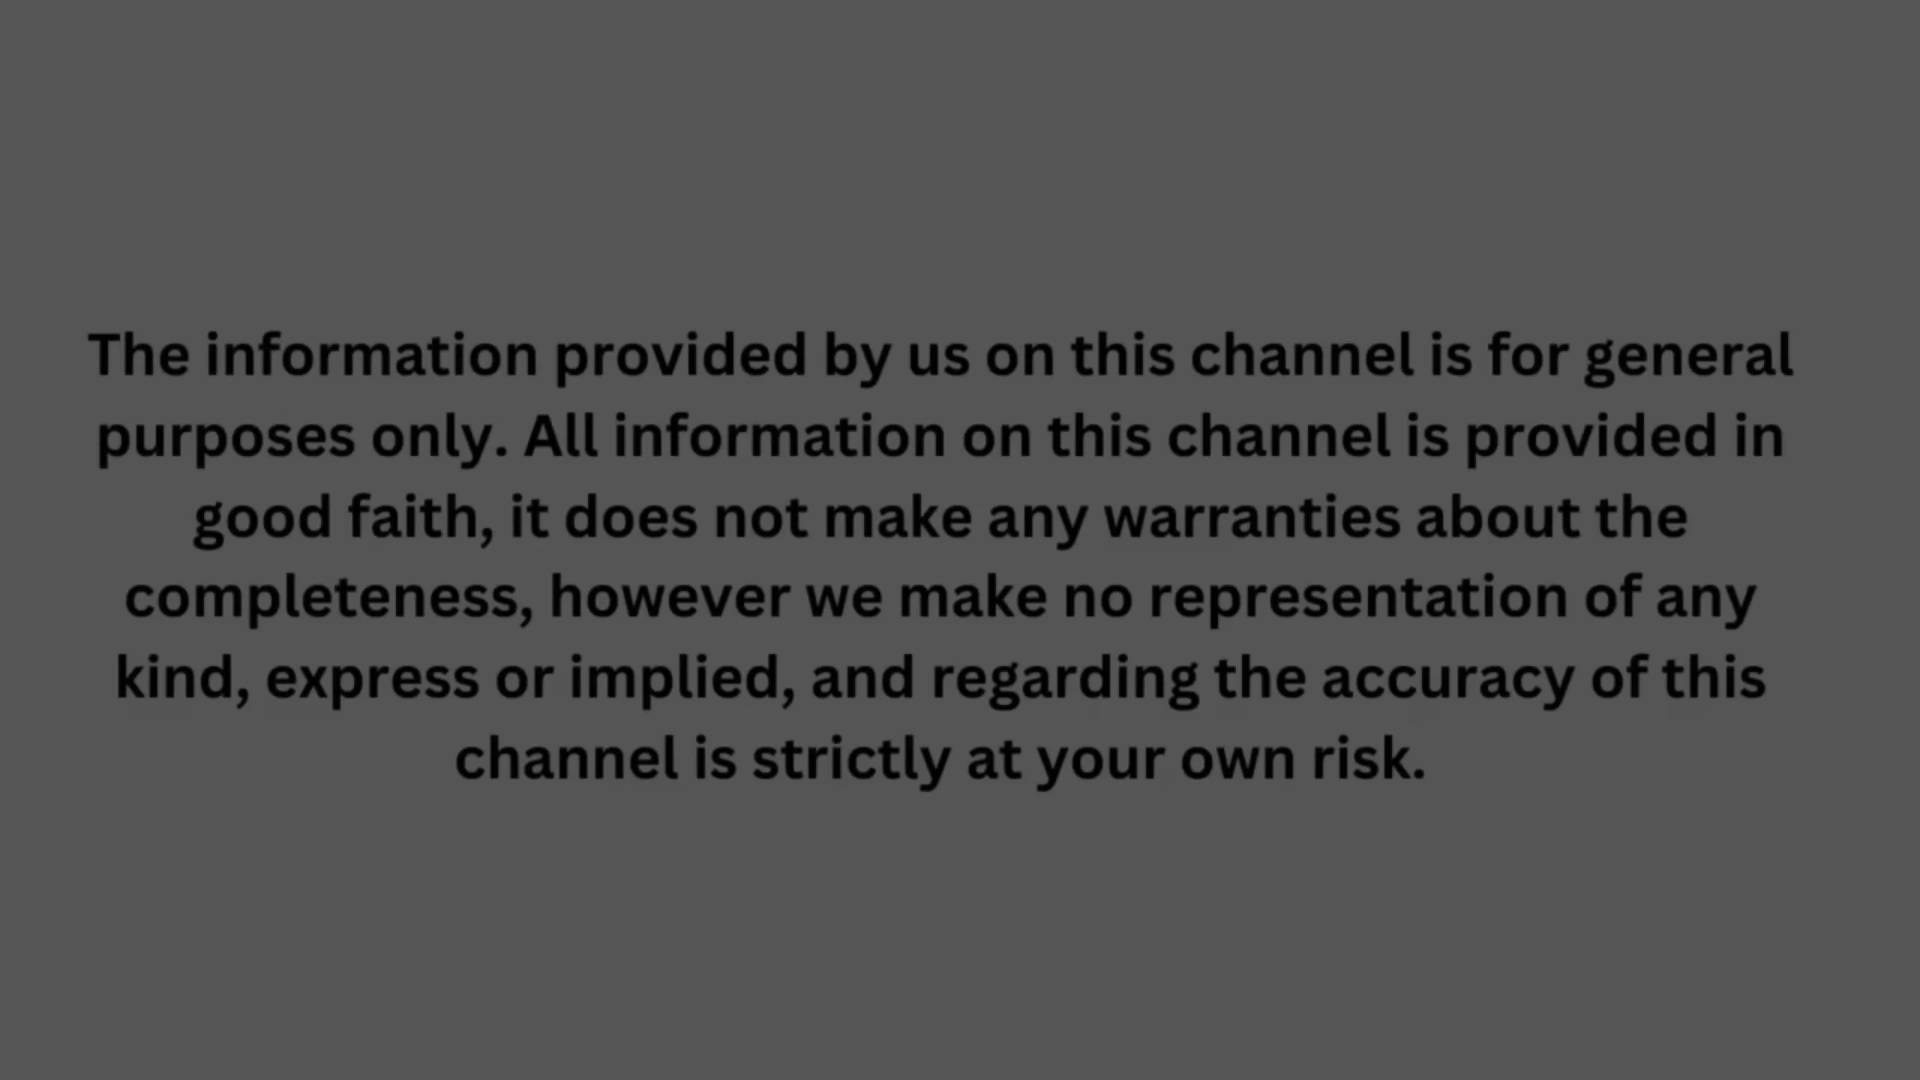 The information provided by us on this channel is for general
purposes only. All information on this channel is provided in
good faith, it does not make any warranties about the
completeness, however we make no representation of any
kind, express or implied, and regarding the accuracy of this
channel is strictly at your own risk.